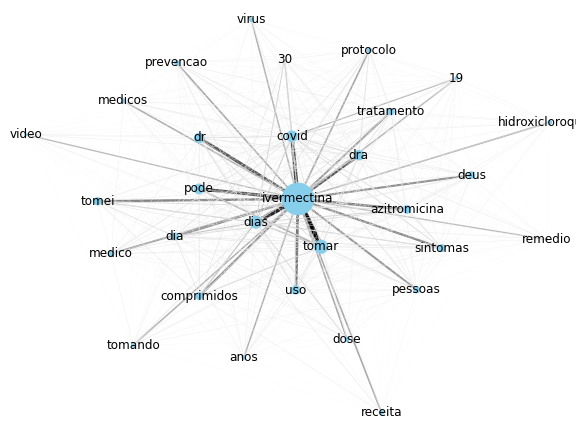 virus
30
protocolo
prevencao
19
medicos
tratamento
hidroxicloroqu
video
dr
covid
dra
deus
pode
ivermectina
tomei
azitromicina
dias
dia
tomar
sintomas
remedio
medico
uso
pessoas
comprimidos
dose
tomando
anos
receita